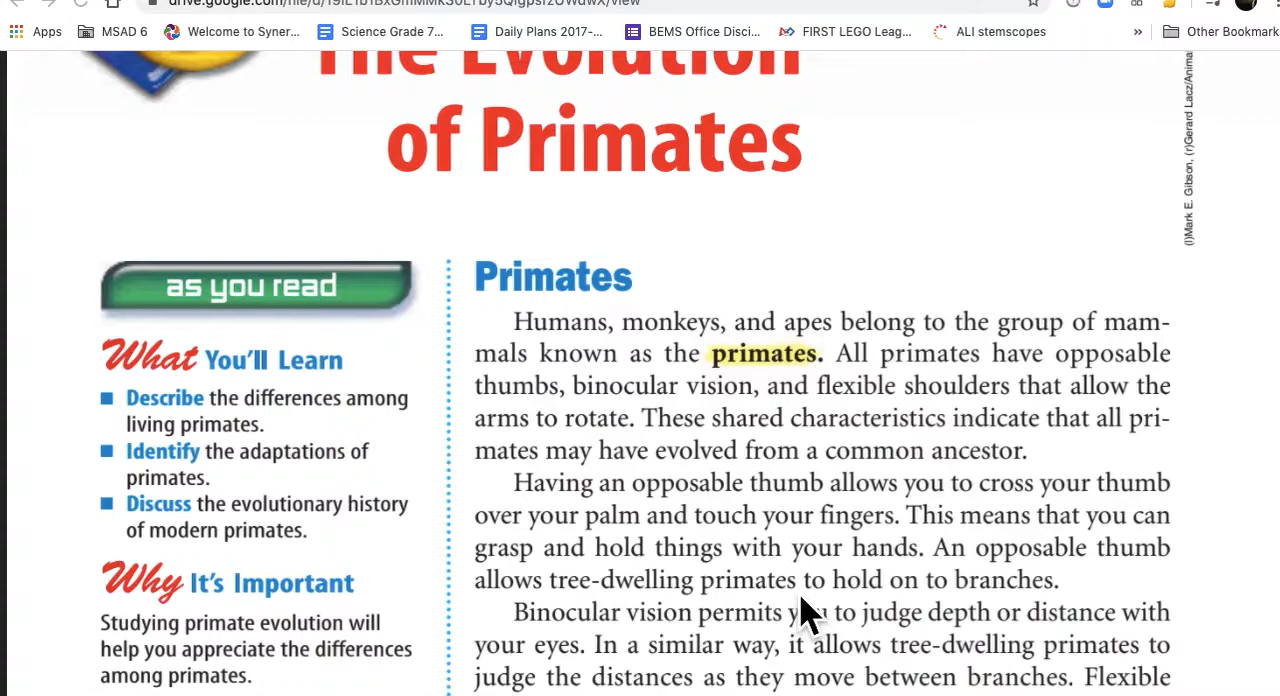 Apps MSAD 6 Welcome to Syner... Science Grade 7... Daily Plans 2017-... BEMS Office Disci... FIRST LEGO Leag... ALI stemscopes » Other Bookmark
The Evolution
of Primates
(l)Mark E. Gibson, (r)Gerard Lacz/Anima
as you read
What You'll Learn
Describe the differences among
living primates.
Identify the adaptations of
primates.
Discuss the evolutionary history
of modern primates.
Why It's Important
Studying primate evolution will
help you appreciate the differences
among primates.
Primates
Humans, monkeys, and apes belong to the group of mam-
mals known as the primates. All primates have opposable
thumbs, binocular vision, and flexible shoulders that allow the
arms to rotate. These shared characteristics indicate that all pri-
mates may have evolved from a common ancestor.
Having an opposable thumb allows you to cross your thumb
over your palm and touch your fingers. This means that you can
grasp and hold things with your hands. An opposable thumb
allows tree-dwelling primates to hold on to branches.
Binocular vision permits you to judge depth or distance with
your eyes. In a similar way, it allows tree-dwelling primates to
judge the distances as they move between branches. Flexible